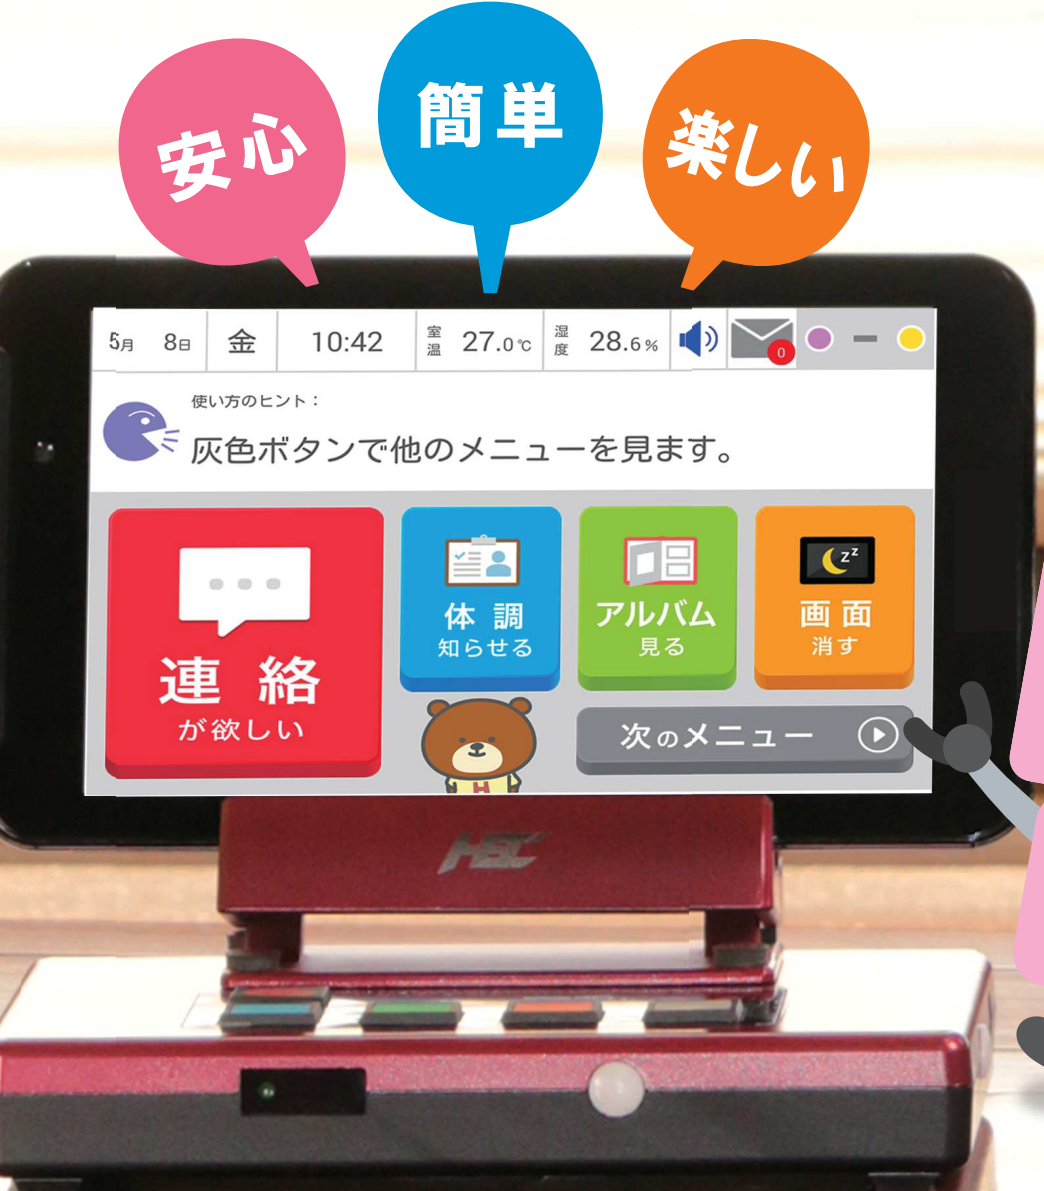 安心
簡単
楽しい
5月 8日 金 10:42 室温 27.0℃ 湿度 28.6% 0
使い方のヒント：
灰色ボタンで他のメニューを見ます。
連絡
が欲しい
体調
知らせる
アルバム
見る
zz
画面
消す
次のメニュー
H
HSC